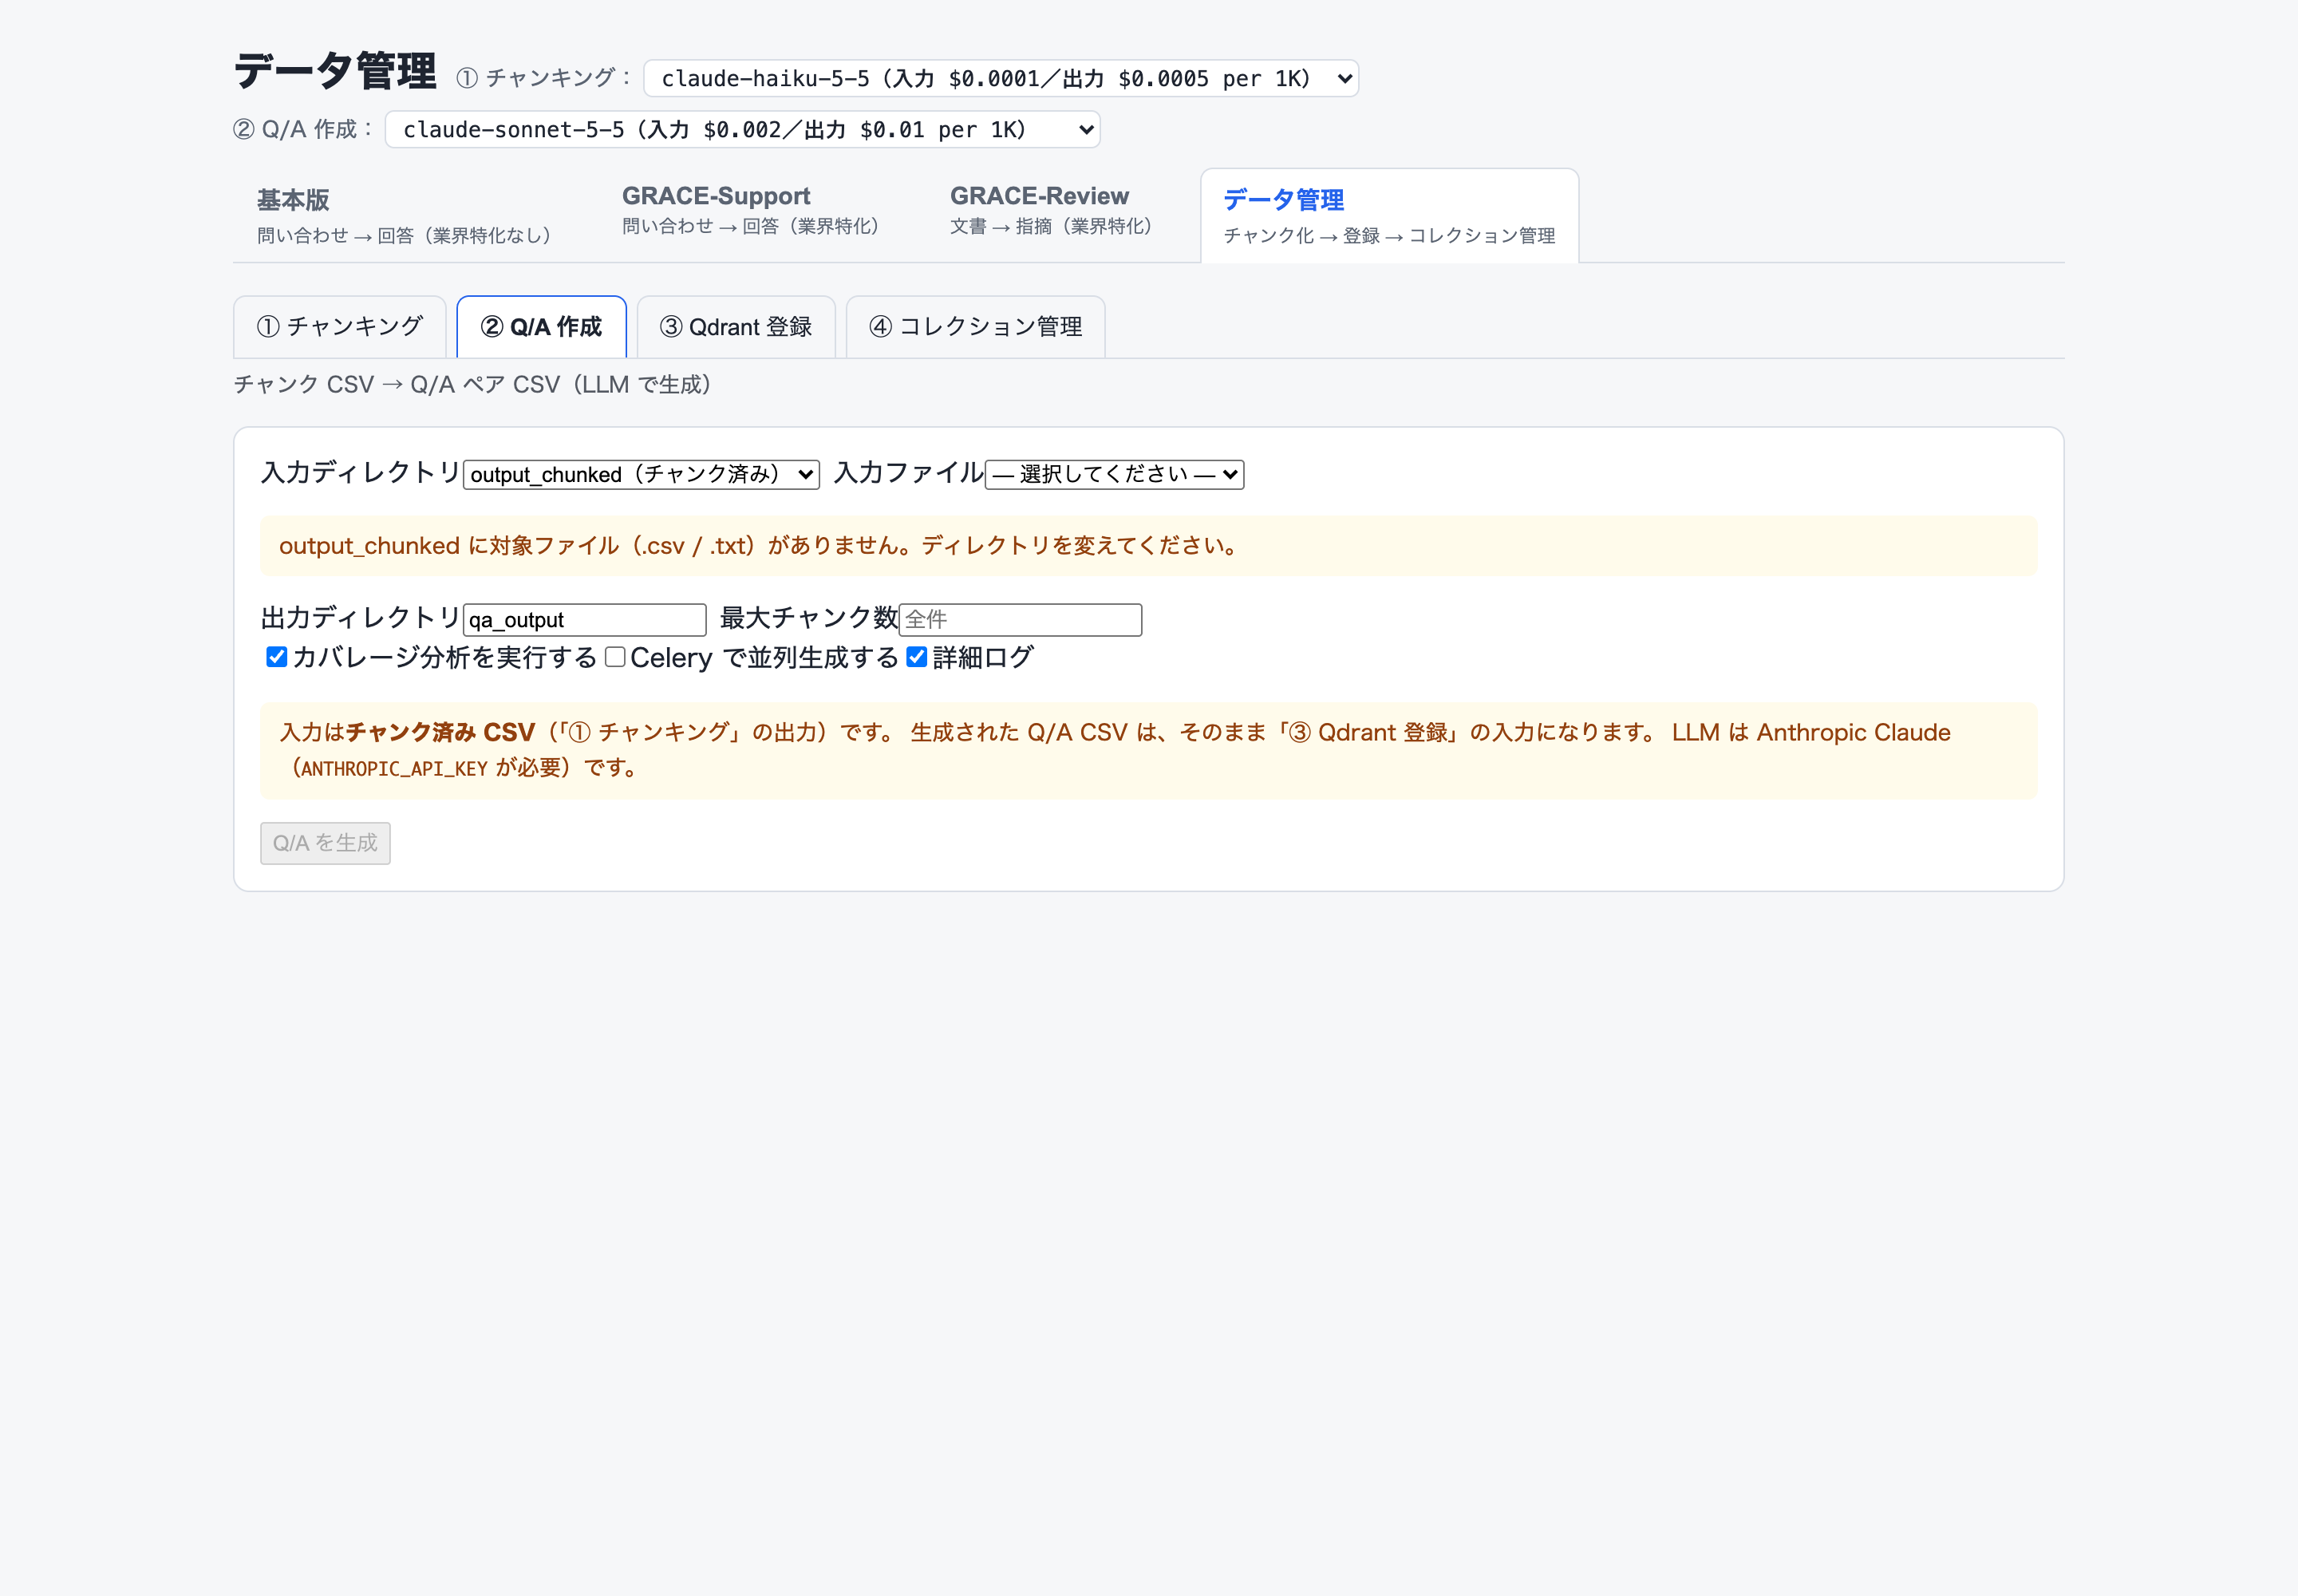 データ管理 ① チャンキング： claude-haiku-5-5（入力 $0.0001／出力 $0.0005 per 1K）
② Q/A 作成： claude-sonnet-5-5（入力 $0.002／出力 $0.01 per 1K）
基本版 GRACE-Support GRACE-Review データ管理
問い合わせ → 回答（業界特化なし） 問い合わせ → 回答（業界特化） 文書 → 指摘（業界特化） チャンク化 → 登録 → コレクション管理
① チャンキング ② Q/A 作成 ③ Qdrant 登録 ④ コレクション管理
チャンク CSV → Q/A ペア CSV（LLM で生成）
入力ディレクトリ output_chunked（チャンク済み） 入力ファイル — 選択してください —
output_chunked に対象ファイル（.csv / .txt）がありません。ディレクトリを変えてください。
出力ディレクトリ qa_output 最大チャンク数 全件
カバレージ分析を実行する Celery で並列生成する 詳細ログ
入力はチャンク済み CSV（「① チャンキング」の出力）です。 生成された Q/A CSV は、そのまま「③ Qdrant 登録」の入力になります。 LLM は Anthropic Claude
（ANTHROPIC_API_KEY が必要）です。
Q/A を生成